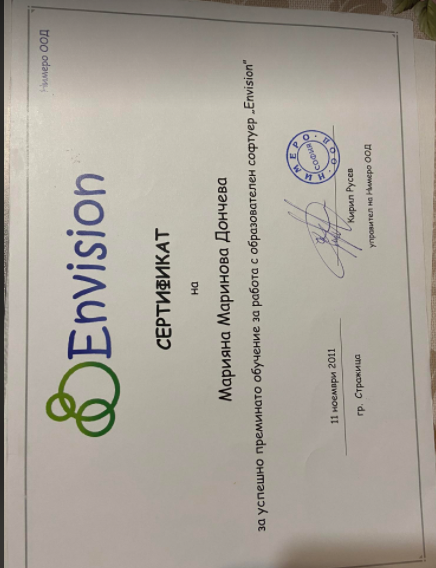 Нимеро ООД
Envision
СЕРТИФИКАТ
на
Марияна Маринова Дончева
за успешно преминато обучение за работа с образователен софтуер „Envision“
11 ноември 2011
гр. Стражица
НИМЕРО ООД
СОФИЯ
Кирил Русев
управител на Нимеро ООД